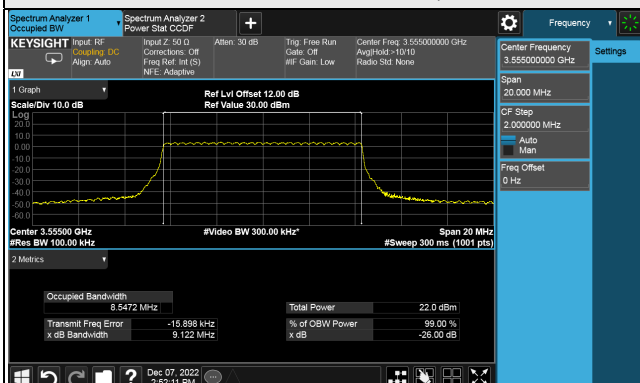 Spectrum Analyzer 1
Occupied BW
Spectrum Analyzer 2
Power Stat CCDF
+
Frequency
KEYSIGHT
Input: RF
Coupling: DC
Align: Auto
Input Z: 50 Ω
Corrections: Off
Freq Ref: Int (S)
NFE: Adaptive
Atten: 30 dB
Trig: Free Run
Gate: Off
#IF Gain: Low
Center Freq: 3.555000000 GHz
Avg|Hold:>10/10
Radio Std: None
LXI
Center Frequency
3.555000000 GHz
Settings
Span
20.000 MHz
CF Step
2.000000 MHz
Auto
Man
Freq Offset
0 Hz
1 Graph
Scale/Div 10.0 dB
Ref Lvl Offset 12.00 dB
Ref Value 30.00 dBm
Log
20.0
10.0
0.00
-10.0
-20.0
-30.0
-40.0
-50.0
-60.0
Center 3.55500 GHz
#Res BW 100.00 kHz
#Video BW 300.00 kHz*
Span 20 MHz
#Sweep 300 ms (1001 pts)
2 Metrics
Occupied Bandwidth
8.5472 MHz
Total Power 22.0 dBm
Transmit Freq Error -15.898 kHz
% of OBW Power 99.00 %
x dB Bandwidth 9.122 MHz
x dB -26.00 dB
?
Dec 07, 2022
2:52:11 PM